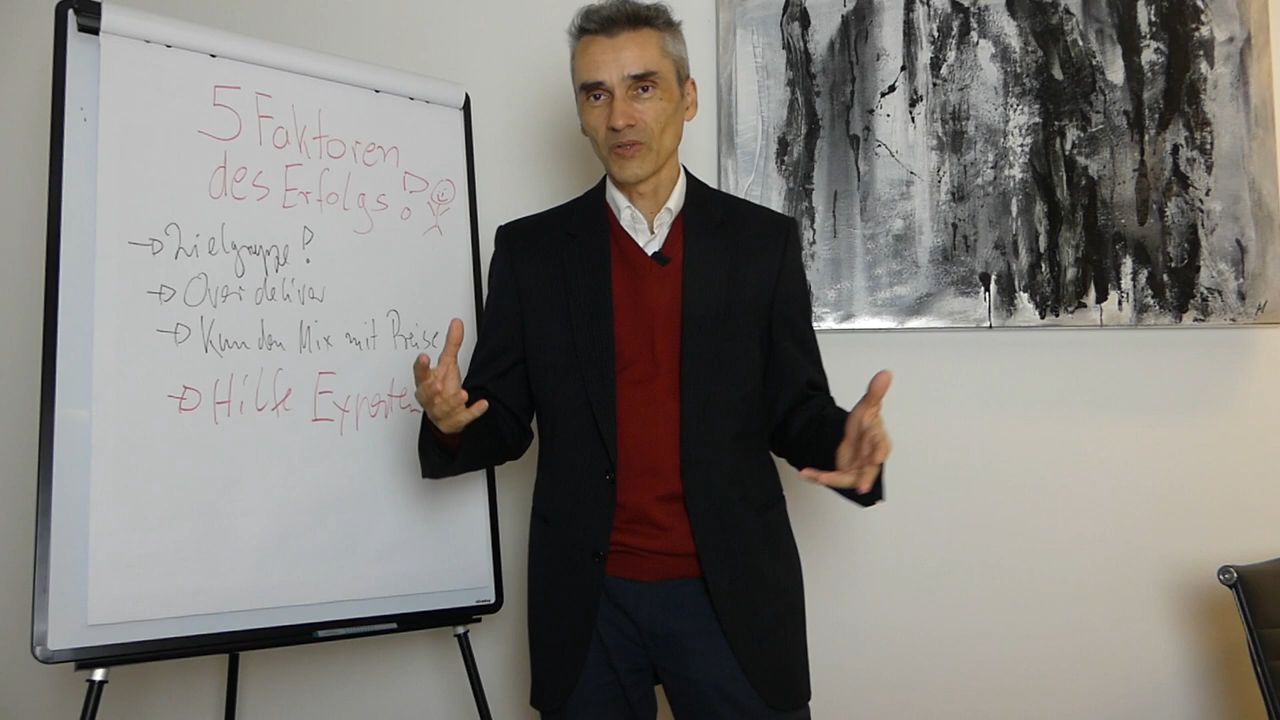 5 Faktoren
des Erfolgs!
→ Zielgruppe!
→ Over deliver
→ Kunden Mix mit Preise
→ Hilfe Experten